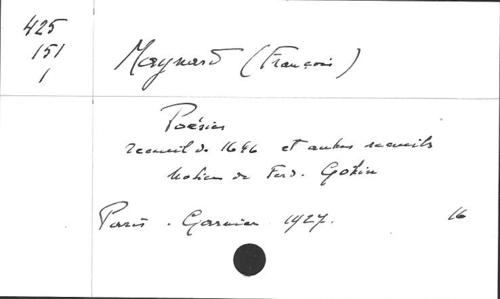 425
151
1
Maynard (François)
Poésies
recueil de 1646 et autres recueils
Notice de Ferd. Gohin
Paris. Garnier 1927. 16